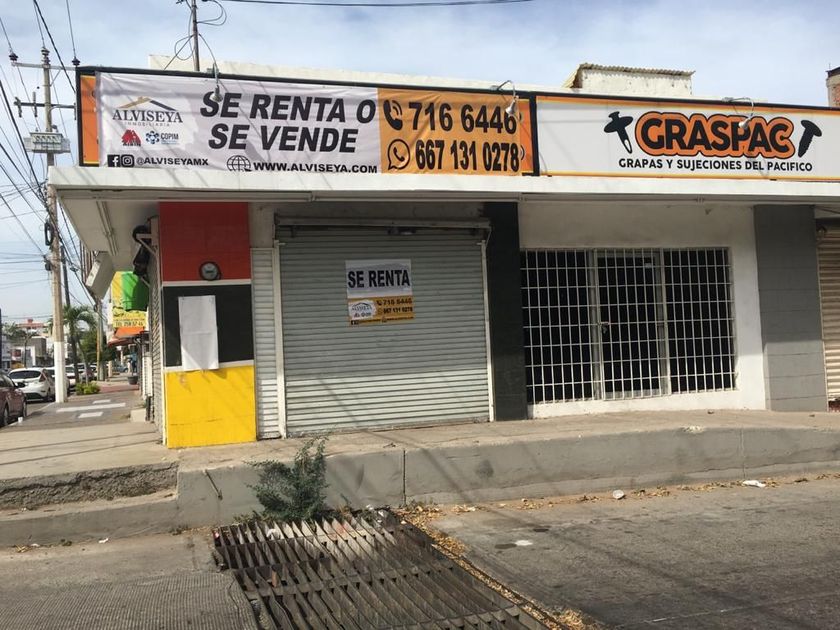 ALVISEYA
INMOBILIARIA
COPIM
@ALVISEYAMX
SE RENTA O
SE VENDE
WWW.ALVISEYA.COM
716 6446
667 131 0278
GRASPAC
GRAPAS Y SUJECIONES DEL PACIFICO
SE RENTA
ALVISEYA
716 6446
667 131 0278